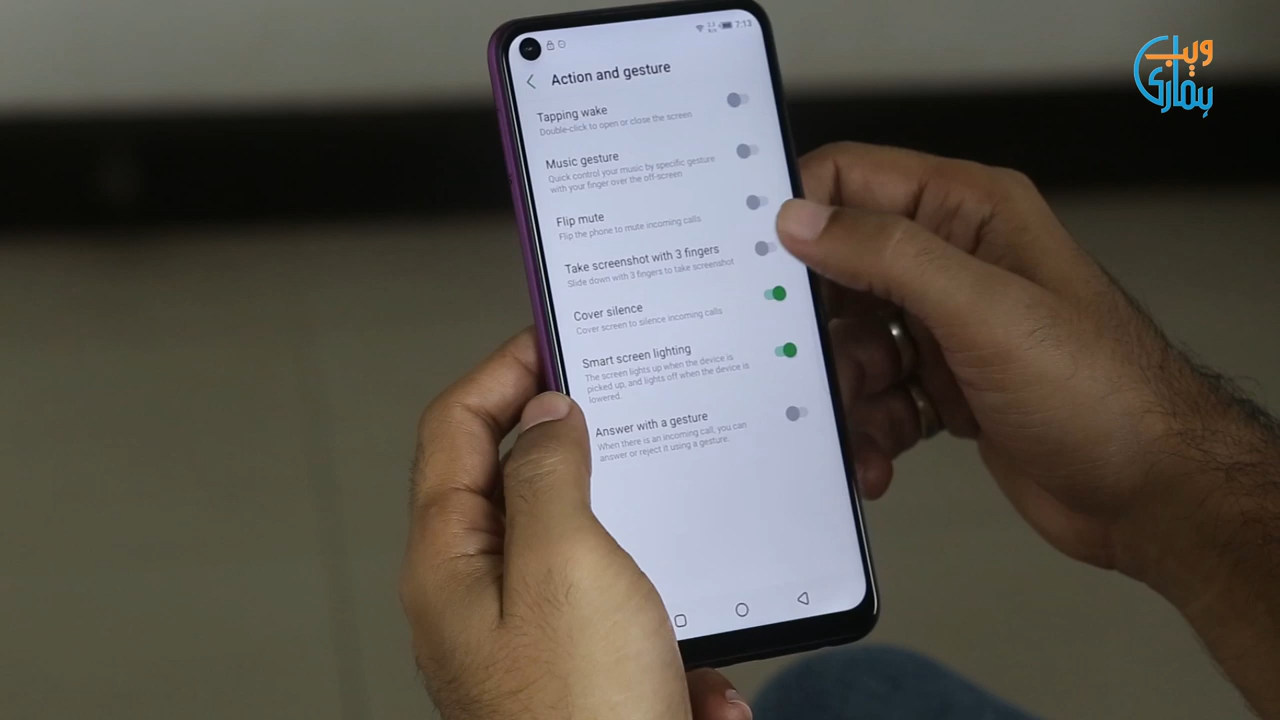 7:13
Action and gesture
Tapping wake
Double-click to open or close the screen
Music gesture
Quick control your music by specific gesture
with your finger over the off-screen
Flip mute
Flip the phone to mute incoming calls
Take screenshot with 3 fingers
Slide down with 3 fingers to take screenshot
Cover silence
Cover screen to silence incoming calls
Smart screen lighting
The screen lights up when the device is
picked up, and lights off when the device is
lowered.
Answer with a gesture
When there is an incoming call, you can
answer or reject it using a gesture.
ویب
ہماری